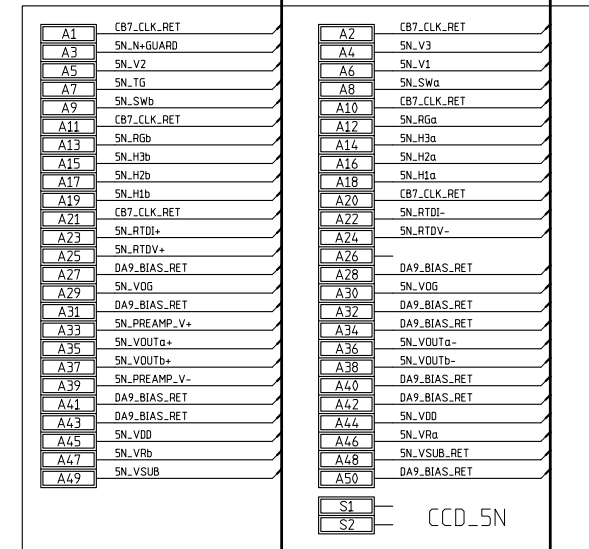 A1 CB7_CLK_RET
A3 5N_N+GUARD
A5 5N_V2
A7 5N_TG
A9 5N_SWb
A11 CB7_CLK_RET
A13 5N_RGb
A15 5N_H3b
A17 5N_H2b
A19 5N_H1b
A21 CB7_CLK_RET
A23 5N_RTDI+
A25 5N_RTDV+
A27 DA9_BIAS_RET
A29 5N_VOG
A31 DA9_BIAS_RET
A33 5N_PREAMP_V+
A35 5N_VOUTa+
A37 5N_VOUTb+
A39 5N_PREAMP_V-
A41 DA9_BIAS_RET
A43 DA9_BIAS_RET
A45 5N_VDD
A47 5N_VRb
A49 5N_VSUB
A2 CB7_CLK_RET
A4 5N_V3
A6 5N_V1
A8 5N_SWa
A10 CB7_CLK_RET
A12 5N_RGa
A14 5N_H3a
A16 5N_H2a
A18 5N_H1a
A20 CB7_CLK_RET
A22 5N_RTDI-
A24 5N_RTDV-
A26
A28 DA9_BIAS_RET
A30 5N_VOG
A32 DA9_BIAS_RET
A34 DA9_BIAS_RET
A36 5N_VOUTa-
A38 5N_VOUTb-
A40 DA9_BIAS_RET
A42 DA9_BIAS_RET
A44 5N_VDD
A46 5N_VRa
A48 5N_VSUB_RET
A50 DA9_BIAS_RET
S1
S2
CCD_5N